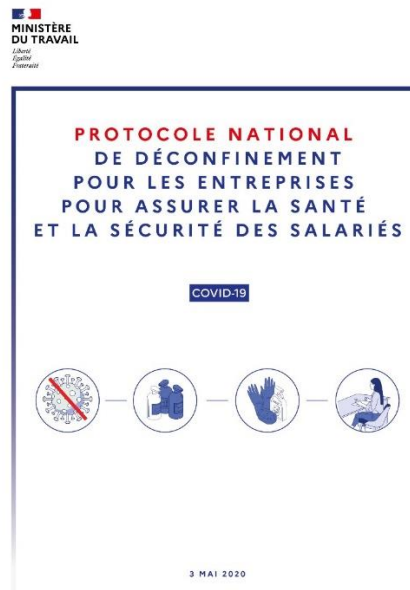 MINISTÈRE
DU TRAVAIL
Liberté
Égalité
Fraternité
PROTOCOLE NATIONAL
DE DÉCONFINEMENT
POUR LES ENTREPRISES
POUR ASSURER LA SANTÉ
ET LA SÉCURITÉ DES SALARIÉS
COVID-19
3 MAI 2020